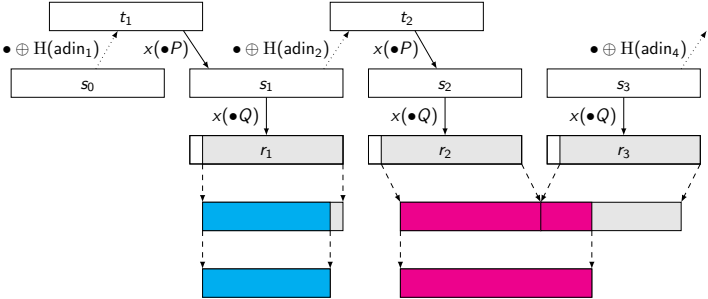 t₁ t₂
• ⊕ H(adin₁) x(•P) • ⊕ H(adin₂) x(•P) • ⊕ H(adin₄)
s₀ s₁ s₂ s₃
x(•Q) x(•Q) x(•Q)
r₁ r₂ r₃